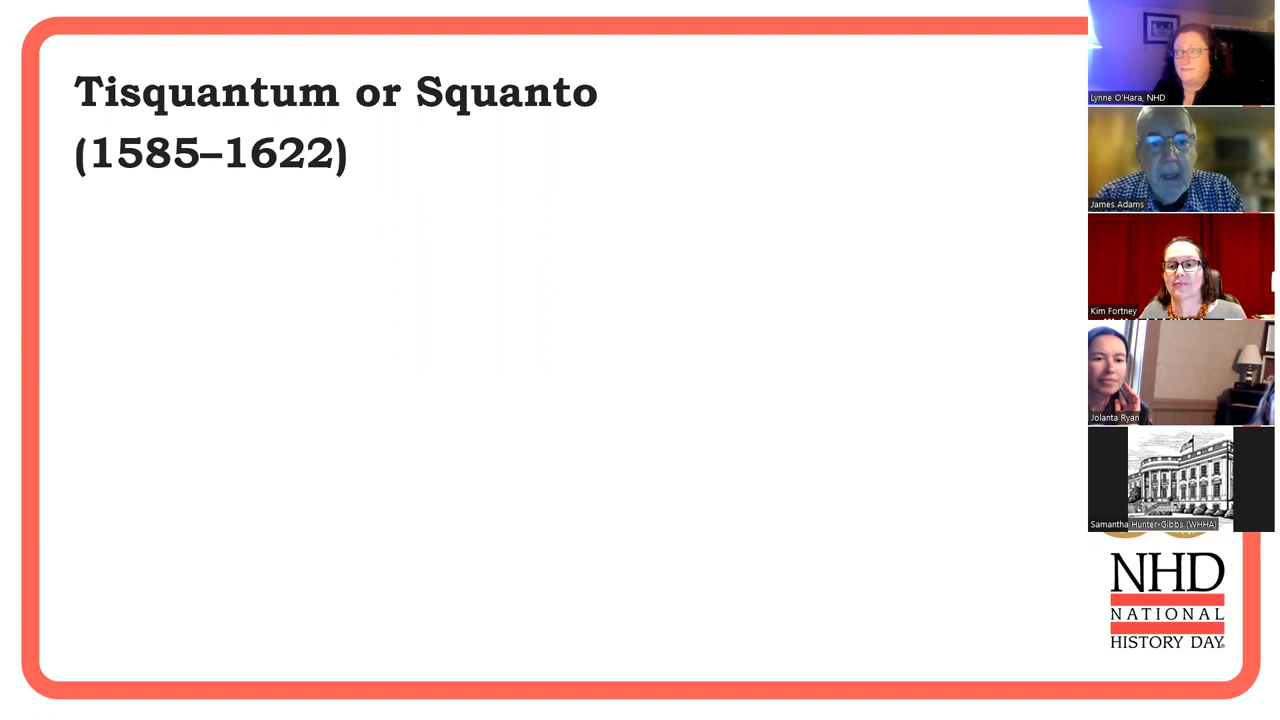 Tisquantum or Squanto
(1585–1622)
Lynne O'Hara, NHD
James Adams
Kim Fortney
Jolanta Ryan
Samantha Hunter-Gibbs (WHHA)
NHD
NATIONAL
HISTORY DAY®